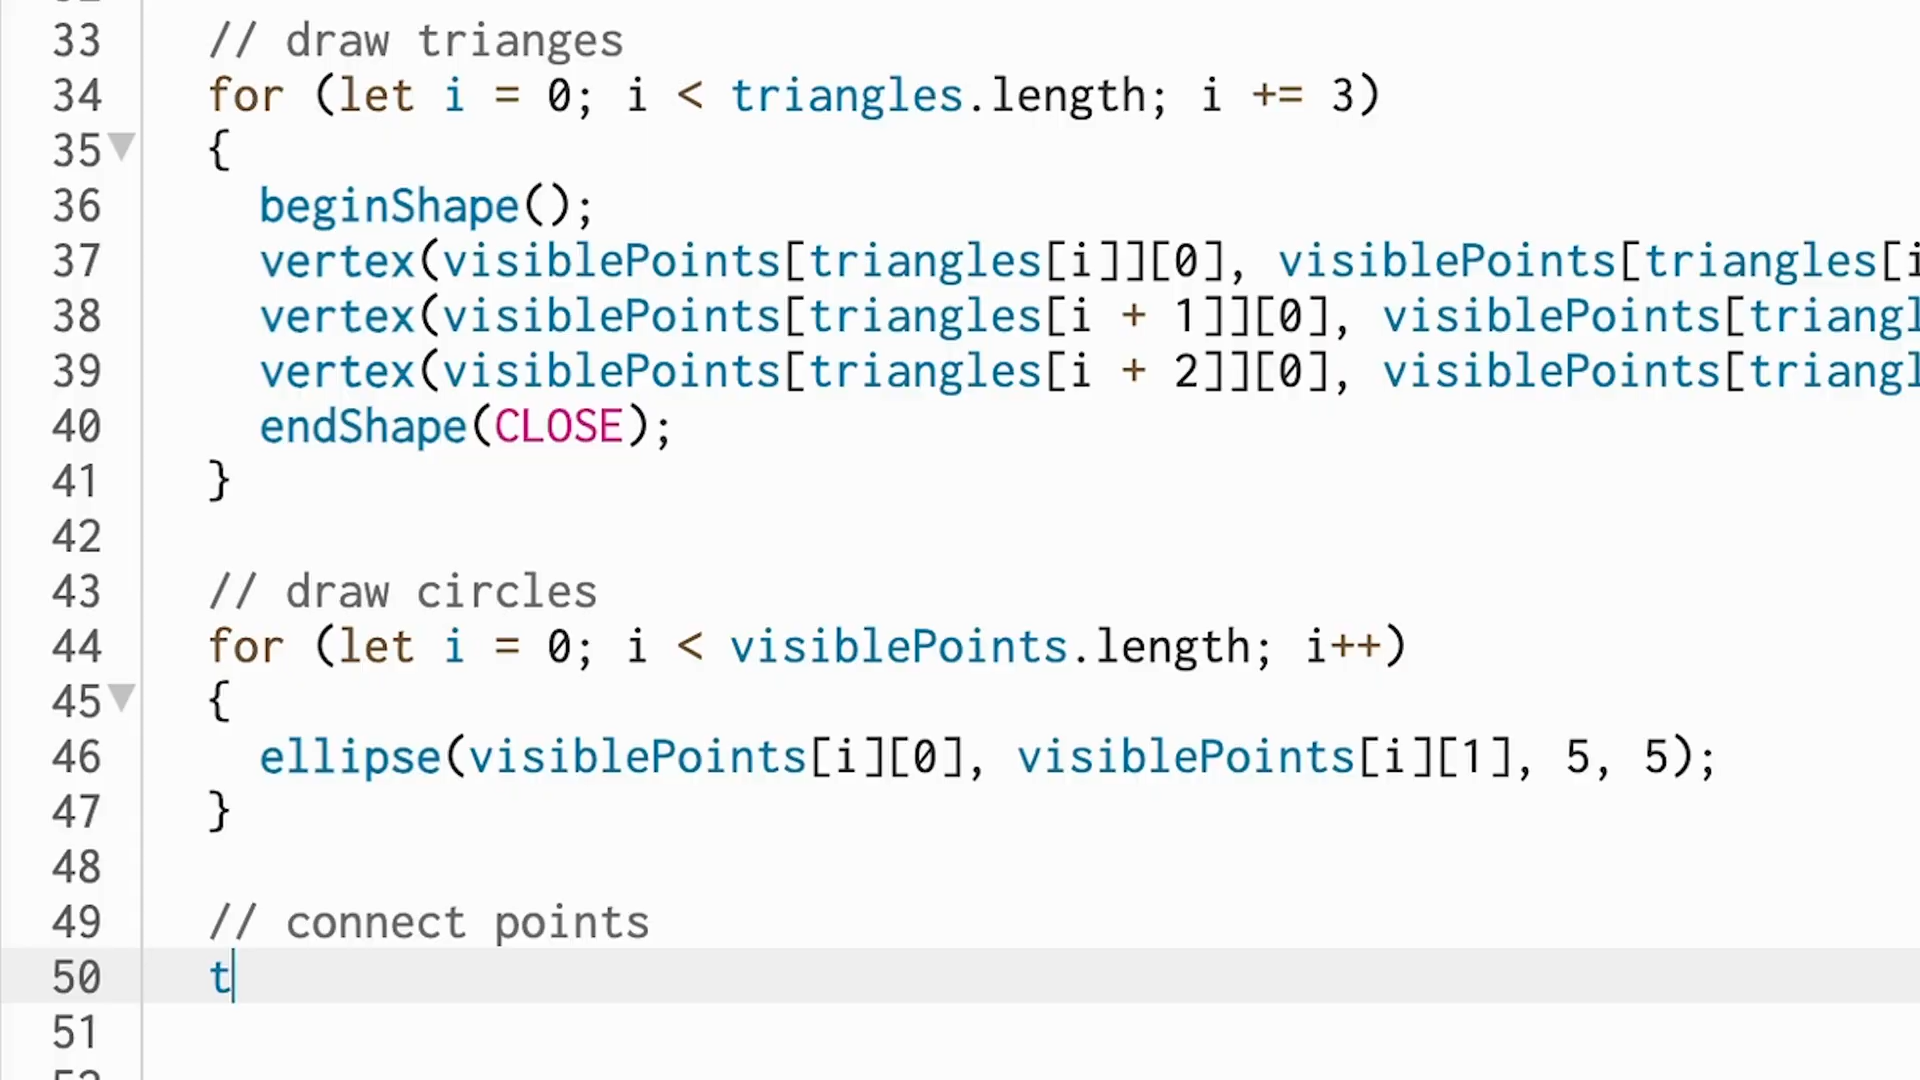 33 // draw trianges
34 for (let i = 0; i < triangles.length; i += 3)
35 {
36 beginShape();
37 vertex(visiblePoints[triangles[i]][0], visiblePoints[triangles[i
38 vertex(visiblePoints[triangles[i + 1]][0], visiblePoints[triangl
39 vertex(visiblePoints[triangles[i + 2]][0], visiblePoints[triangl
40 endShape(CLOSE);
41 }
42
43 // draw circles
44 for (let i = 0; i < visiblePoints.length; i++)
45 {
46 ellipse(visiblePoints[i][0], visiblePoints[i][1], 5, 5);
47 }
48
49 // connect points
50 t
51